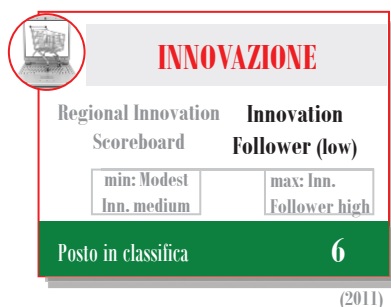 INNOVAZIONE
Regional Innovation Scoreboard
Innovation Follower (low)
min: Modest Inn. medium
max: Inn. Follower high
Posto in classifica 6
(2011)